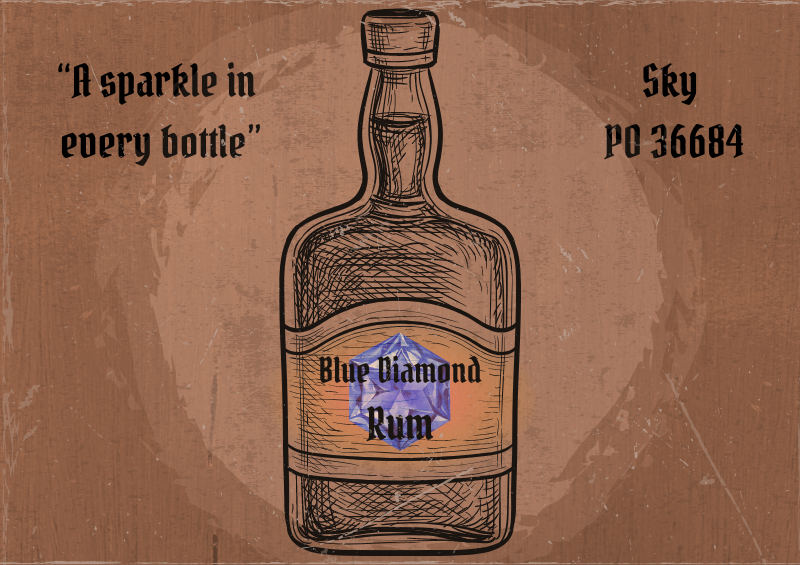 “A sparkle in
every bottle”
Sky
PO 36684
Blue Diamond
Rum